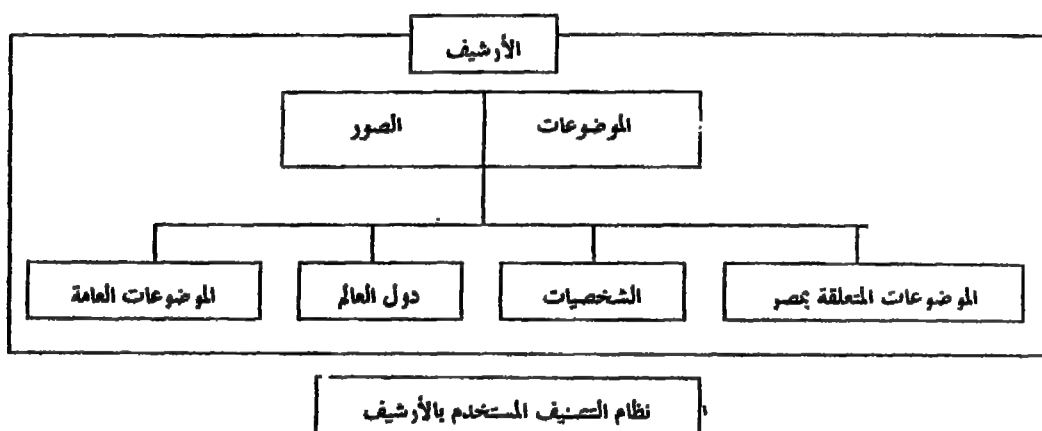 الأرشيف
الموضوعات
الصور
الموضوعات المتعلقة بمصر
الشخصيات
دول العالم
الموضوعات العامة
نظام التصنيف المستخدم بالأرشيف